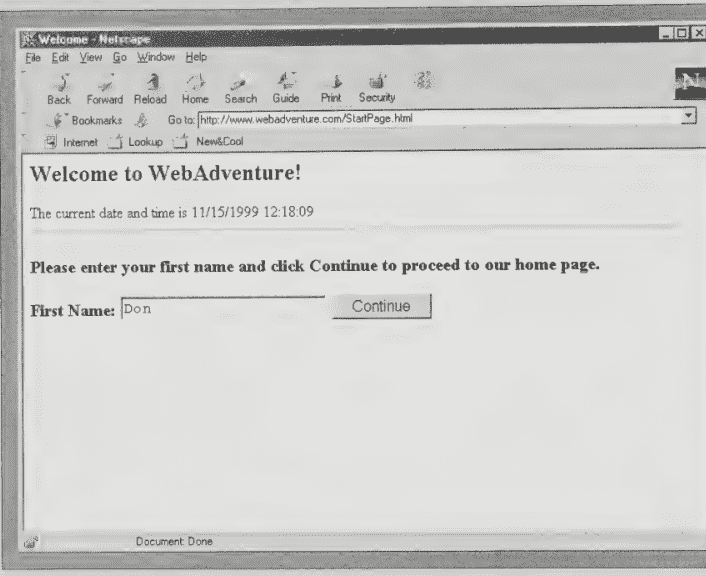 Welcome - Netscape
File Edit View Go Window Help
Back Forward Reload Home Search Guide Print Security
N
Bookmarks Go to: http://www.webadventure.com/StartPage.html
Internet Lookup New&Cool
Welcome to WebAdventure!
The current date and time is 11/15/1999 12:18:09
Please enter your first name and click Continue to proceed to our home page.
First Name: Don Continue
Document: Done